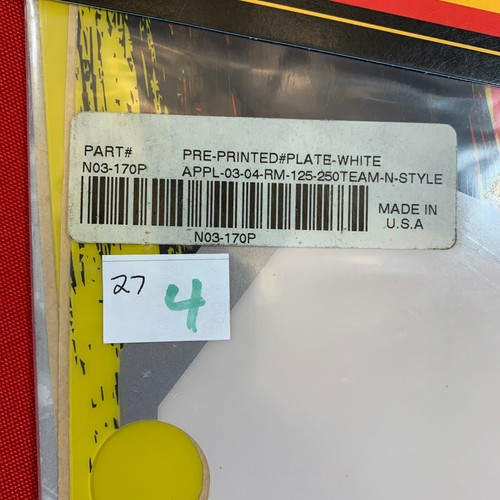 PART# PRE-PRINTED#PLATE-WHITE
N03-170P APPL-03-04-RM-125-250TEAM-N-STYLE
MADE IN
U.S.A
N03-170P
27 4